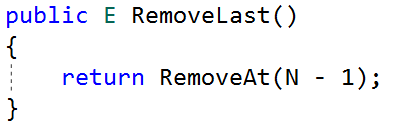 public E RemoveLast()
{
    return RemoveAt(N - 1);
}